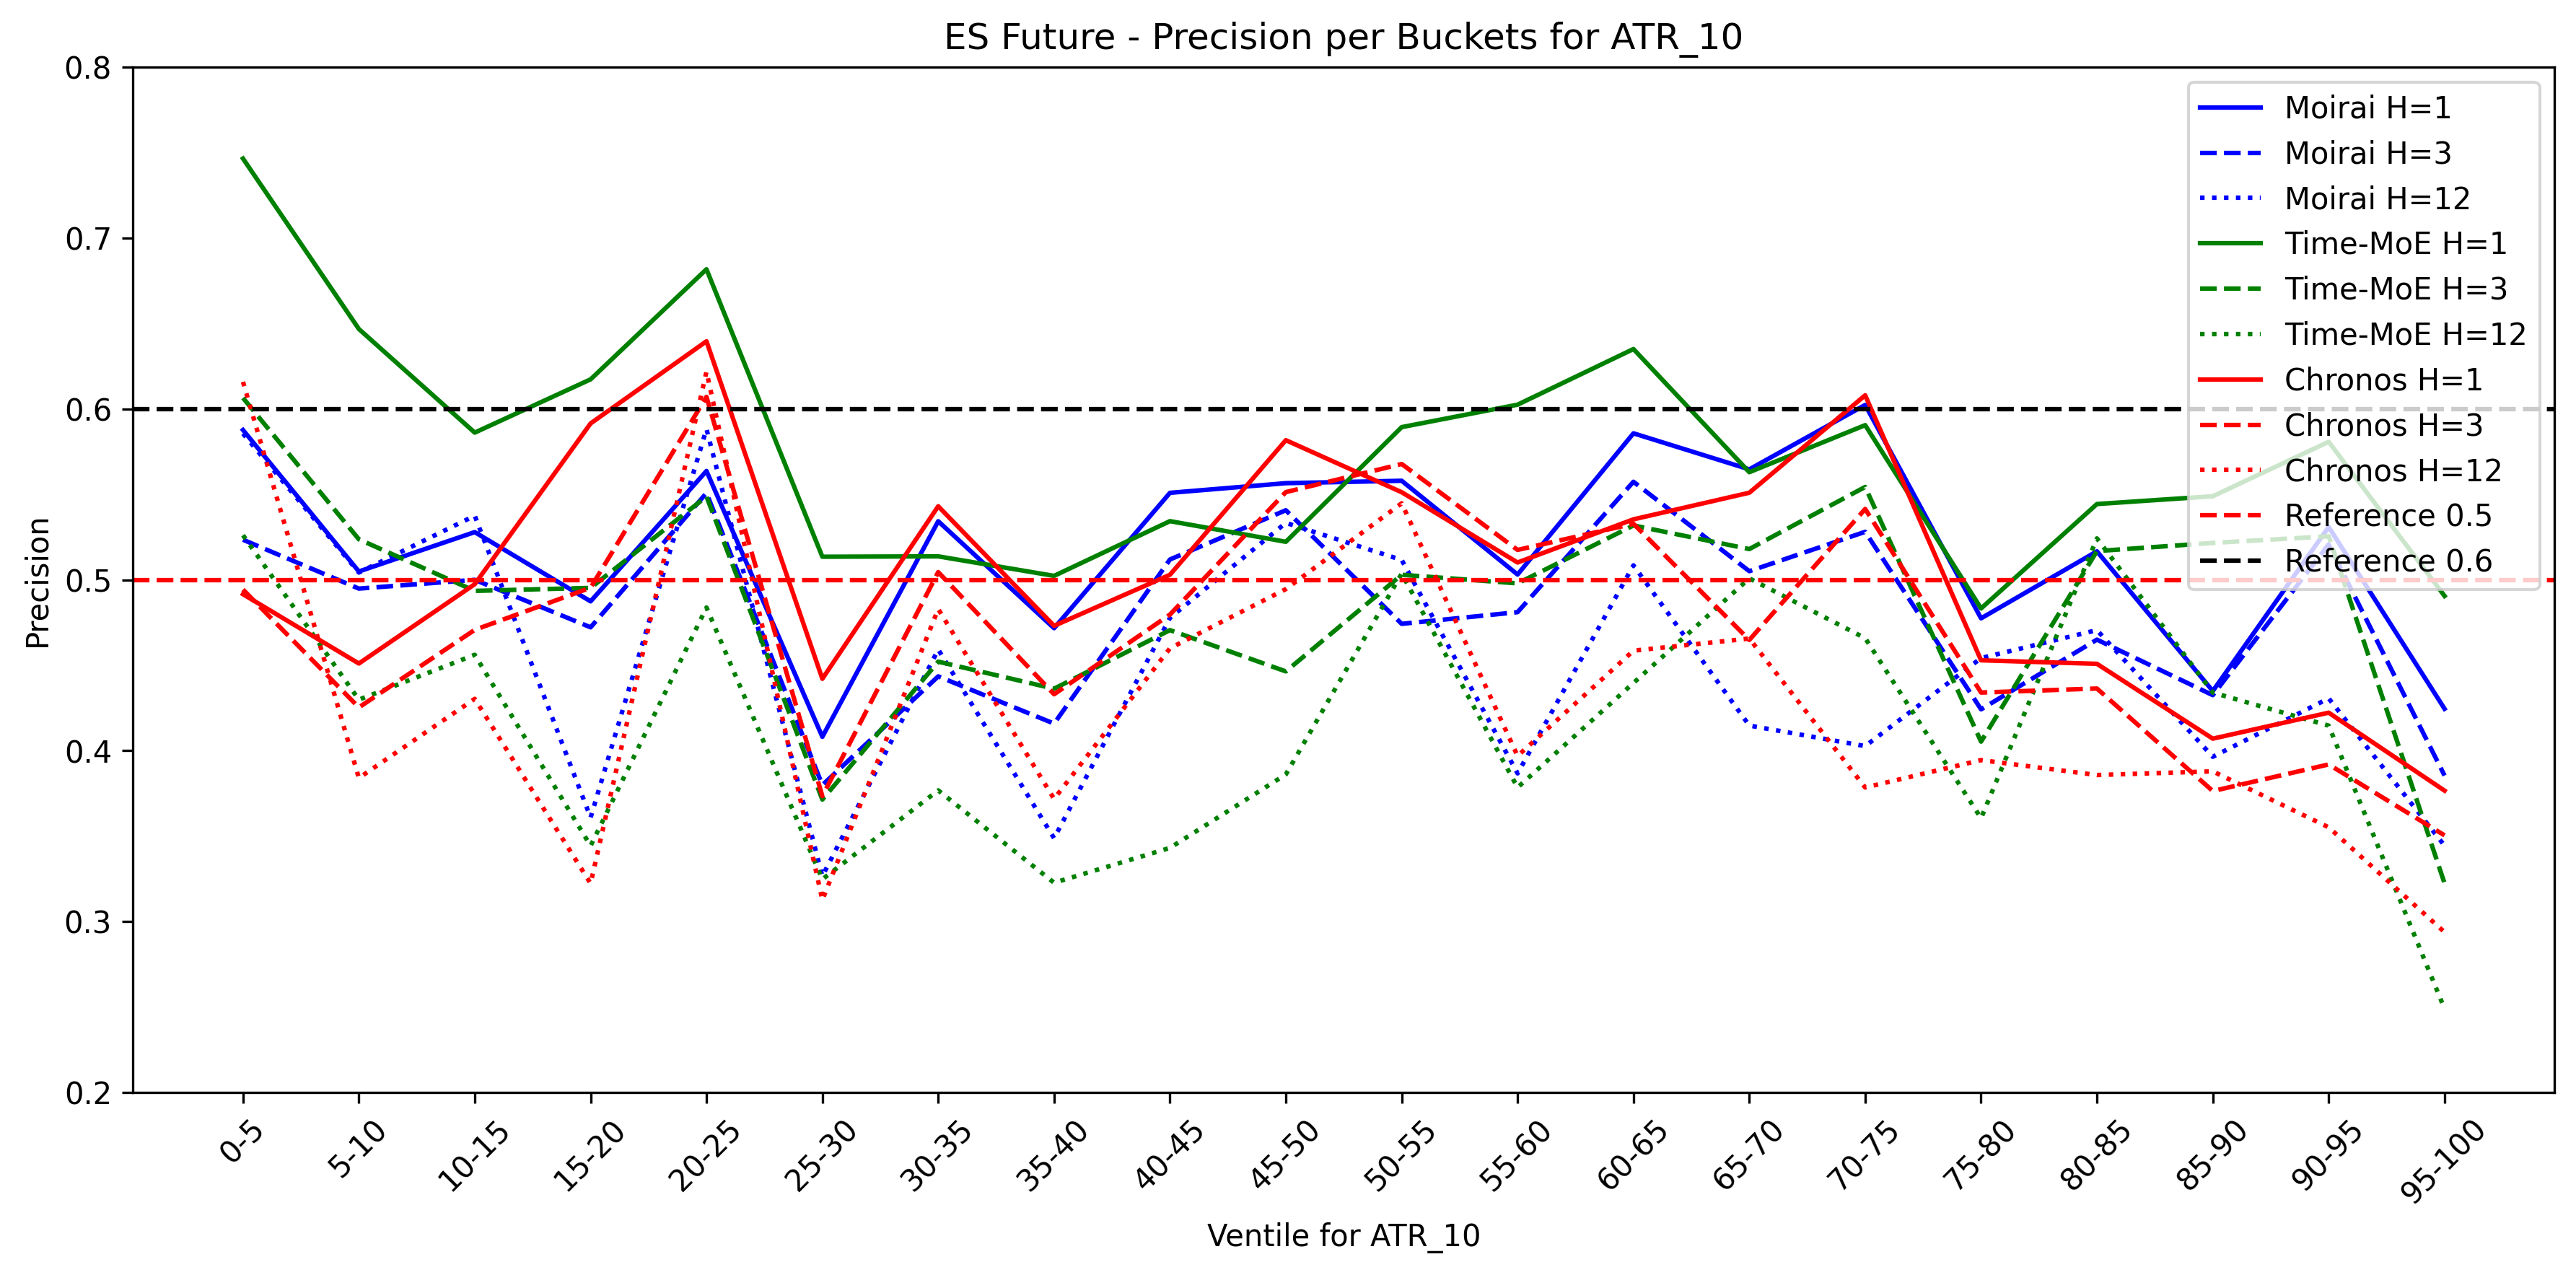 ES Future - Precision per Buckets for ATR_10
Precision
0.8
0.7
0.6
0.5
0.4
0.3
0.2
Moirai H=1
Moirai H=3
Moirai H=12
Time-MoE H=1
Time-MoE H=3
Time-MoE H=12
Chronos H=1
Chronos H=3
Chronos H=12
Reference 0.5
Reference 0.6
0-5
5-10
10-15
15-20
20-25
25-30
30-35
35-40
40-45
45-50
50-55
55-60
60-65
65-70
70-75
75-80
80-85
85-90
90-95
95-100
Ventile for ATR_10